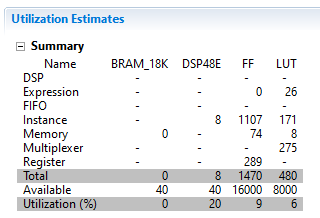 Utilization Estimates
Summary
Name BRAM_18K DSP48E FF LUT
DSP - - - -
Expression - - 0 26
FIFO - - - -
Instance - 8 1107 171
Memory 0 - 74 8
Multiplexer - - - 275
Register - - 289 -
Total 0 8 1470 480
Available 40 40 16000 8000
Utilization (%) 0 20 9 6